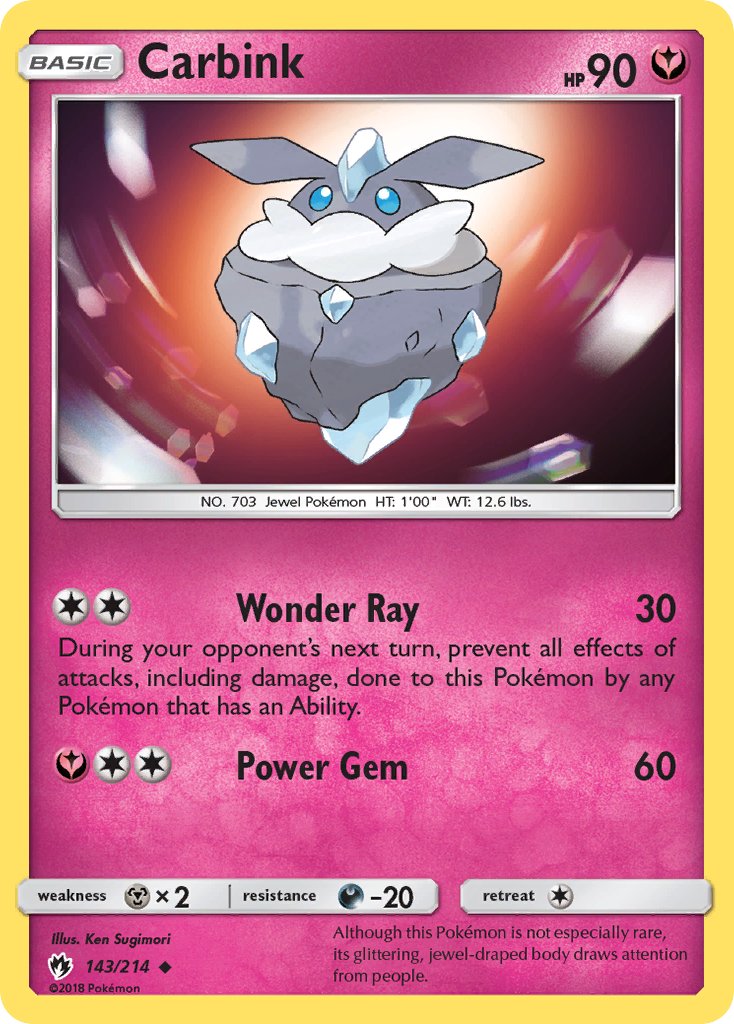 BASIC Carbink HP 90
NO. 703 Jewel Pokémon HT: 1'00" WT: 12.6 lbs.
Wonder Ray 30
During your opponent's next turn, prevent all effects of
attacks, including damage, done to this Pokémon by any
Pokémon that has an Ability.
Power Gem 60
weakness ×2 resistance -20 retreat
Illus. Ken Sugimori
143/214
©2018 Pokémon
Although this Pokémon is not especially rare,
its glittering, jewel-draped body draws attention
from people.